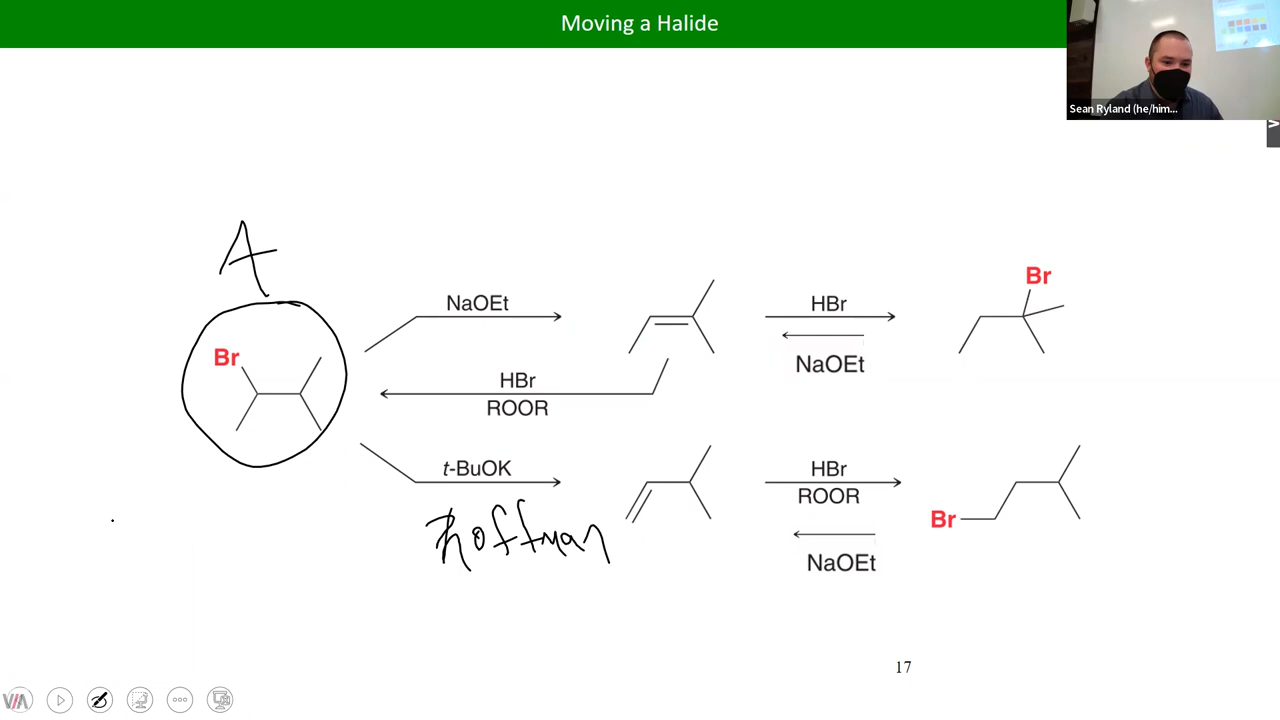 Moving a Halide
Sean Ryland (he/him...
A
Br
NaOEt
HBr
NaOEt
Br
HBr
ROOR
Br
t-BuOK
Hoffman
HBr
ROOR
NaOEt
Br
17